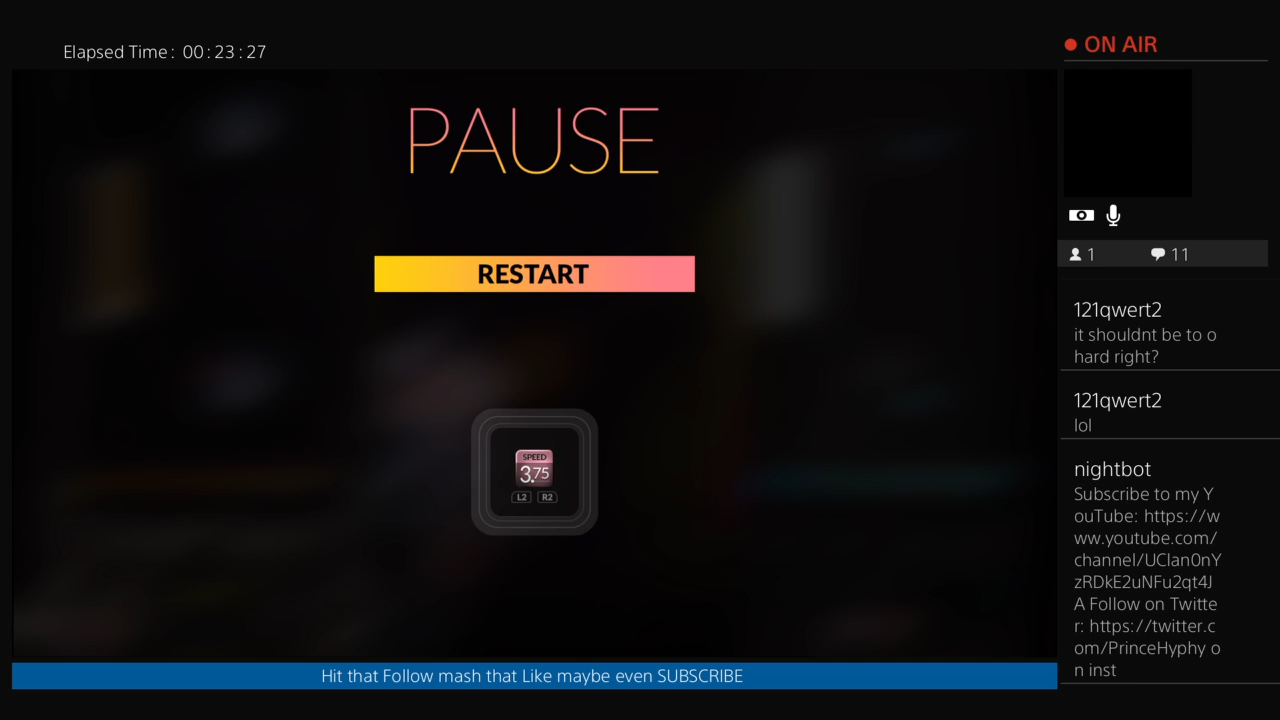 Elapsed Time: 00:23:27
ON AIR
PAUSE
RESTART
SPEED
3.75
L2 R2
Hit that Follow mash that Like maybe even SUBSCRIBE
1 11
121qwert2
it shouldnt be to o
hard right?
121qwert2
lol
nightbot
Subscribe to my Y
ouTube: https://w
ww.youtube.com/
channel/UClan0nY
zRDkE2uNFu2qt4J
A Follow on Twitte
r: https://twitter.c
om/PrinceHyphy o
n inst